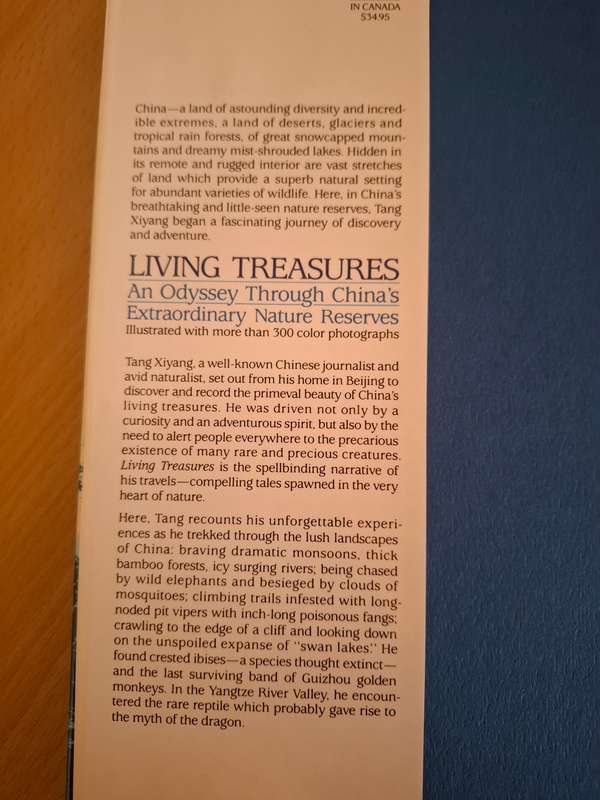 IN CANADA
$34.95
China—a land of astounding diversity and incred-
ible extremes, a land of deserts, glaciers and
tropical rain forests, of great snowcapped moun-
tains and dreamy mist-shrouded lakes. Hidden in
its remote and rugged interior are vast stretches
of land which provide a superb natural setting
for abundant varieties of wildlife. Here, in China's
breathtaking and little-seen nature reserves, Tang
Xiyang began a fascinating journey of discovery
and adventure.
LIVING TREASURES
An Odyssey Through China's
Extraordinary Nature Reserves
Illustrated with more than 300 color photographs
Tang Xiyang, a well-known Chinese journalist and
avid naturalist, set out from his home in Beijing to
discover and record the primeval beauty of China's
living treasures. He was driven not only by a
curiosity and an adventurous spirit, but also by the
need to alert people everywhere to the precarious
existence of many rare and precious creatures.
Living Treasures is the spellbinding narrative of
his travels—compelling tales spawned in the very
heart of nature.
Here, Tang recounts his unforgettable experi-
ences as he trekked through the lush landscapes
of China: braving dramatic monsoons, thick
bamboo forests, icy surging rivers; being chased
by wild elephants and besieged by clouds of
mosquitoes; climbing trails infested with long-
noded pit vipers with inch-long poisonous fangs;
crawling to the edge of a cliff and looking down
on the unspoiled expanse of "swan lakes." He
found crested ibises—a species thought extinct—
and the last surviving band of Guizhou golden
monkeys. In the Yangtze River Valley, he encoun-
tered the rare reptile which probably gave rise to
the myth of the dragon.